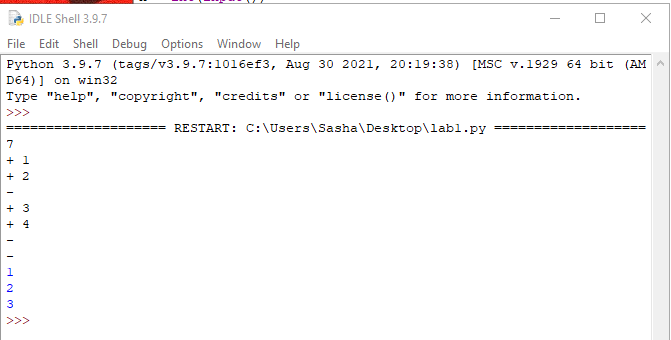 IDLE Shell 3.9.7
File Edit Shell Debug Options Window Help
Python 3.9.7 (tags/v3.9.7:1016ef3, Aug 30 2021, 20:19:38) [MSC v.1929 64 bit (AM
D64)] on win32
Type "help", "copyright", "credits" or "license()" for more information.
>>>
==================== RESTART: C:\Users\Sasha\Desktop\lab1.py ===================
7
+ 1
+ 2
-
+ 3
+ 4
-
-
1
2
3
>>>